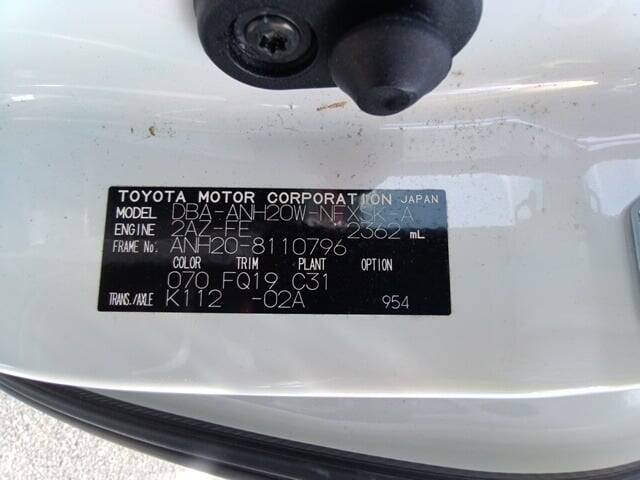 TOYOTA MOTOR CORPORATION JAPAN
MODEL DBA-ANH20W-NFXSK-A
ENGINE 2AZ-FE 2362 mL
FRAME No. ANH20-8110796
COLOR TRIM PLANT OPTION
070 FQ19 C31
TRANS./AXLE K112 -02A 954